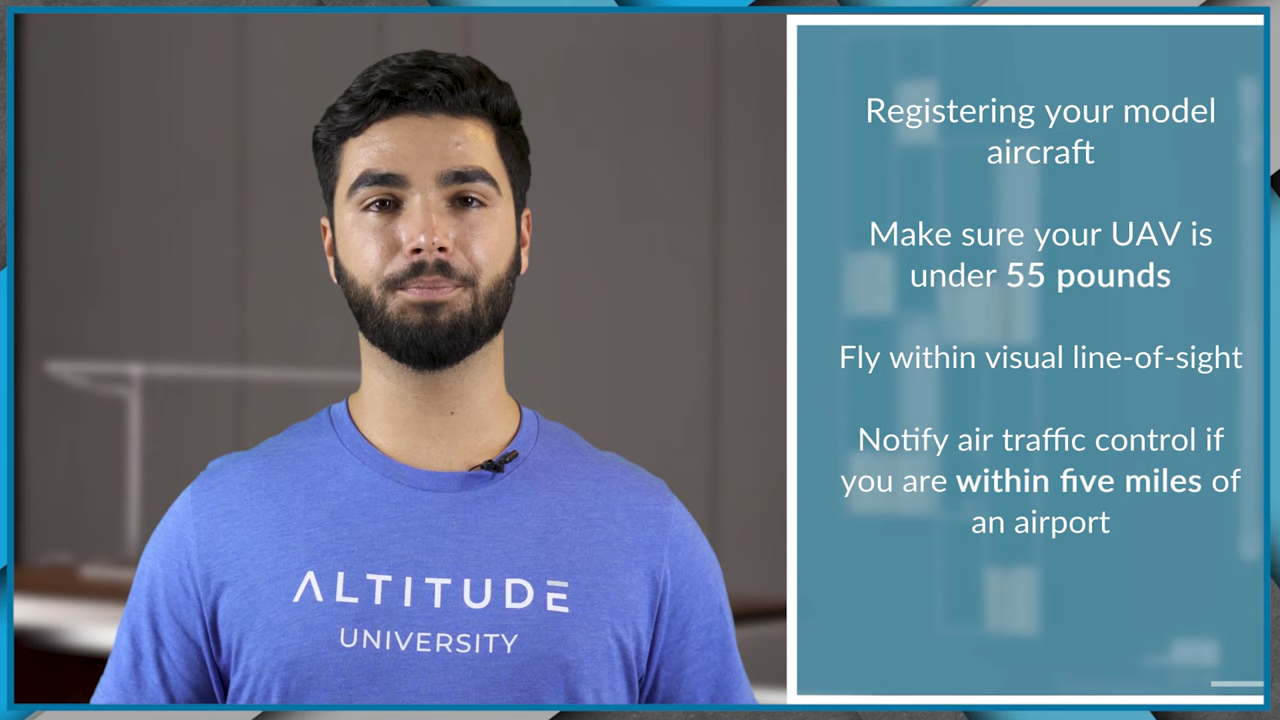 Registering your model
aircraft
Make sure your UAV is
under 55 pounds
Fly within visual line-of-sight
Notify air traffic control if
you are within five miles of
an airport
ALTITUDE
UNIVERSITY